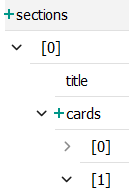 sections
[0]
title
cards
[0]
[1]